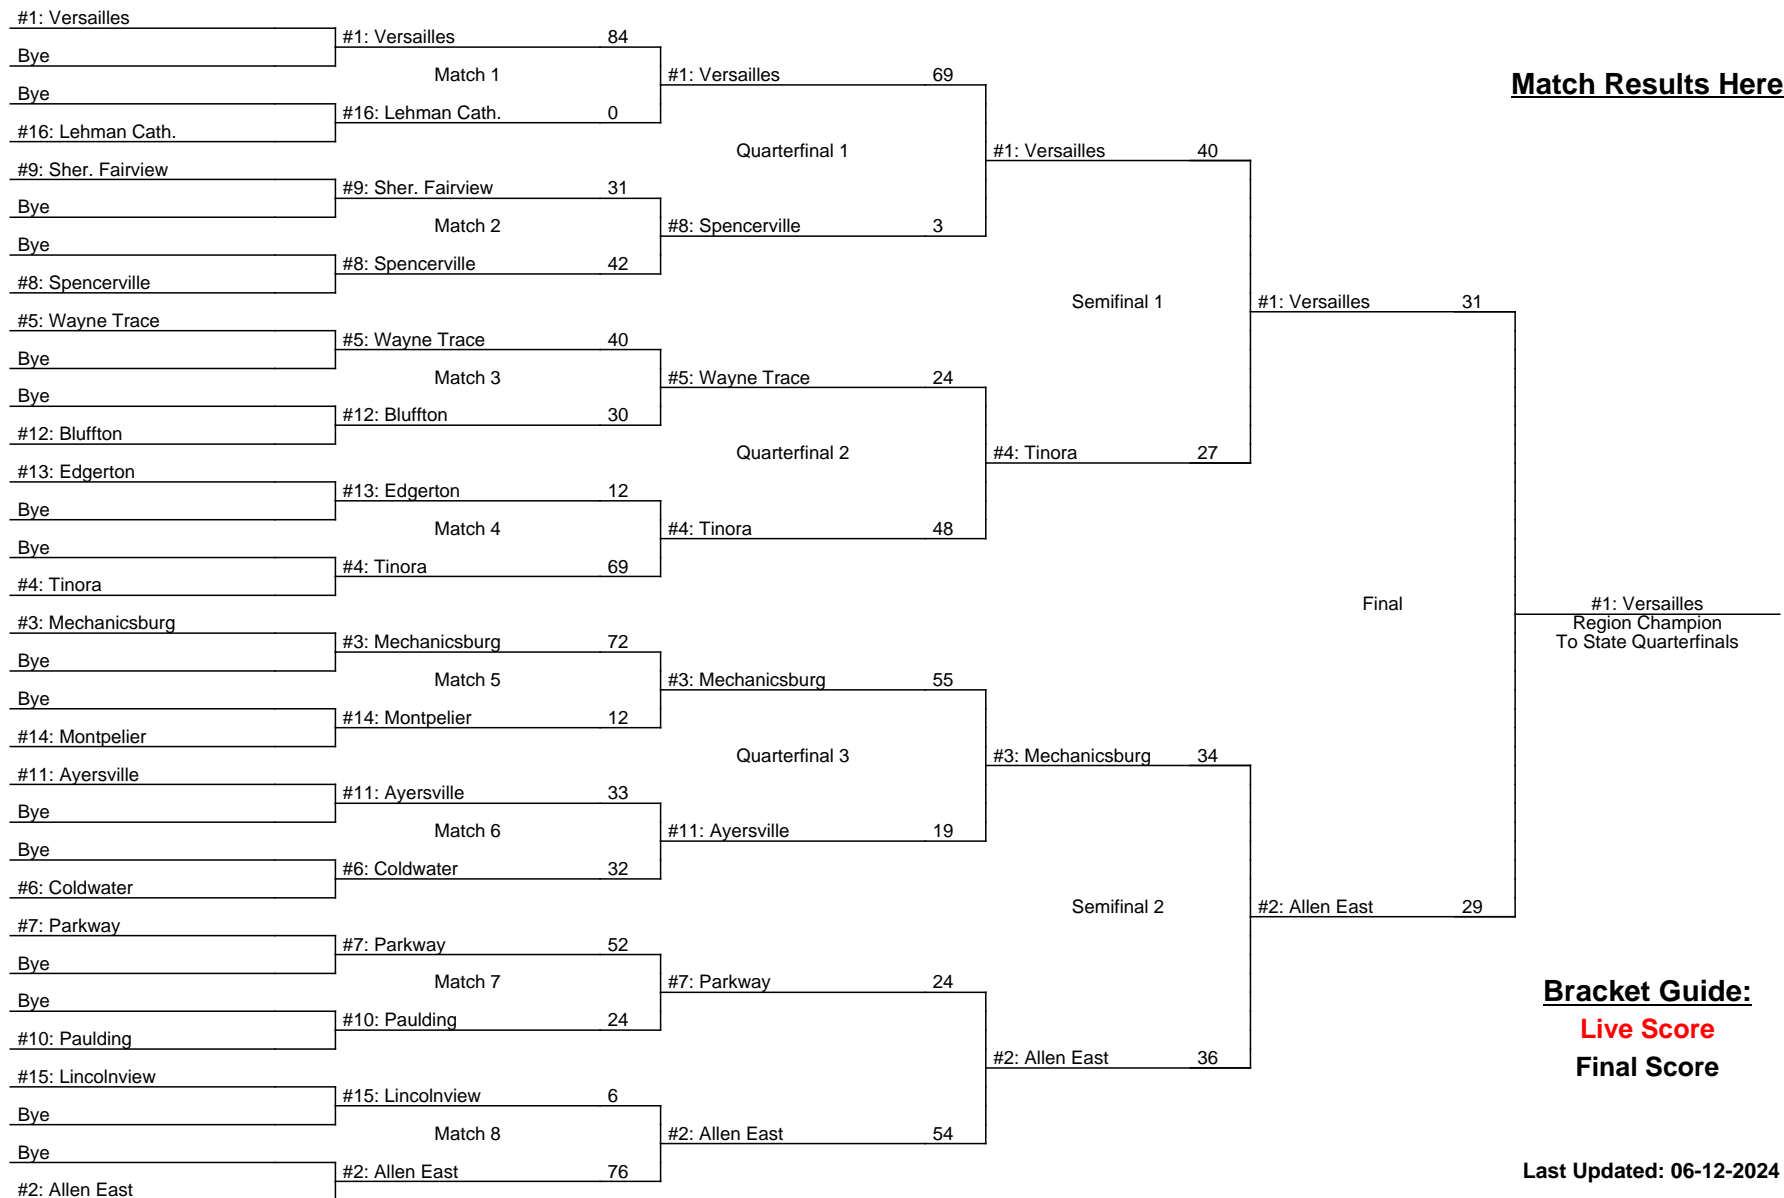 #1: Versailles
Bye
Bye
#16: Lehman Cath.
#9: Sher. Fairview
Bye
Bye
#8: Spencerville
#5: Wayne Trace
Bye
Bye
#12: Bluffton
#13: Edgerton
Bye
Bye
#4: Tinora
#3: Mechanicsburg
Bye
Bye
#14: Montpelier
#11: Ayersville
Bye
Bye
#6: Coldwater
#7: Parkway
Bye
Bye
#10: Paulding
#15: Lincolnview
Bye
Bye
#2: Allen East
#1: Versailles 84
Match 1
#16: Lehman Cath. 0
#9: Sher. Fairview 31
Match 2
#8: Spencerville 42
#5: Wayne Trace 40
Match 3
#12: Bluffton 30
#13: Edgerton 12
Match 4
#4: Tinora 69
#3: Mechanicsburg 72
Match 5
#14: Montpelier 12
#11: Ayersville 33
Match 6
#6: Coldwater 32
#7: Parkway 52
Match 7
#10: Paulding 24
#15: Lincolnview 6
Match 8
#2: Allen East 76
#1: Versailles 69
Quarterfinal 1
#8: Spencerville 3
#5: Wayne Trace 24
Quarterfinal 2
#4: Tinora 48
#3: Mechanicsburg 55
Quarterfinal 3
#11: Ayersville 19
#7: Parkway 24
#2: Allen East 54
#1: Versailles 40
Semifinal 1
#4: Tinora 27
#3: Mechanicsburg 34
Semifinal 2
#2: Allen East 36
#1: Versailles 31
Final
#2: Allen East 29
#1: Versailles
Region Champion
To State Quarterfinals
Match Results Here
Bracket Guide:
Live Score
Final Score
Last Updated: 06-12-2024